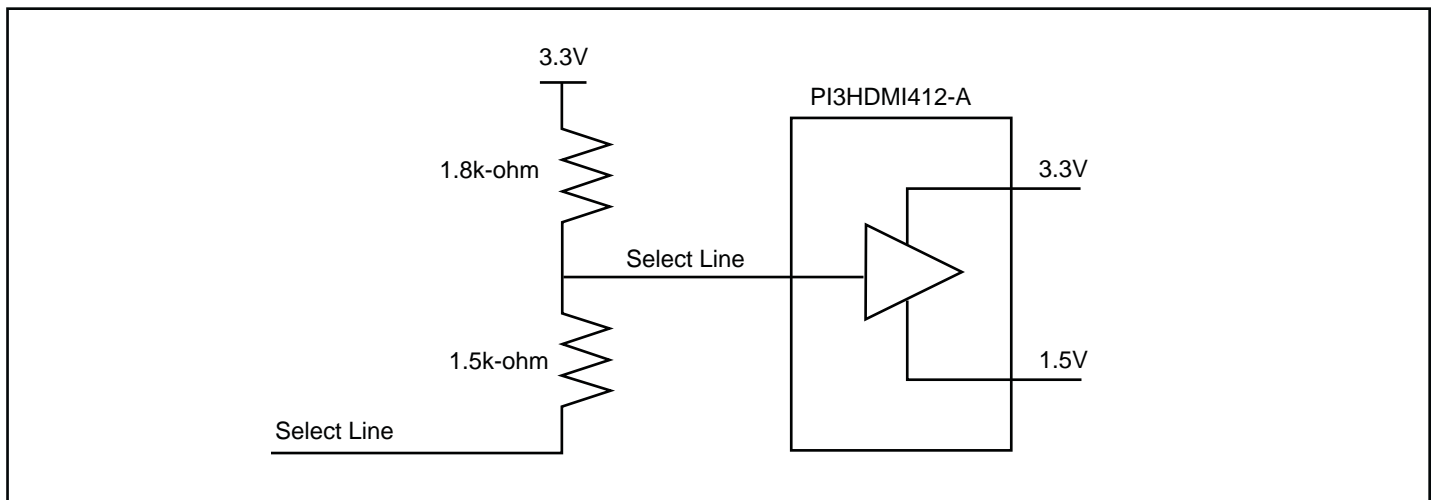 3.3V
PI3HDMI412-A
1.8k-ohm
3.3V
Select Line
1.5k-ohm
1.5V
Select Line